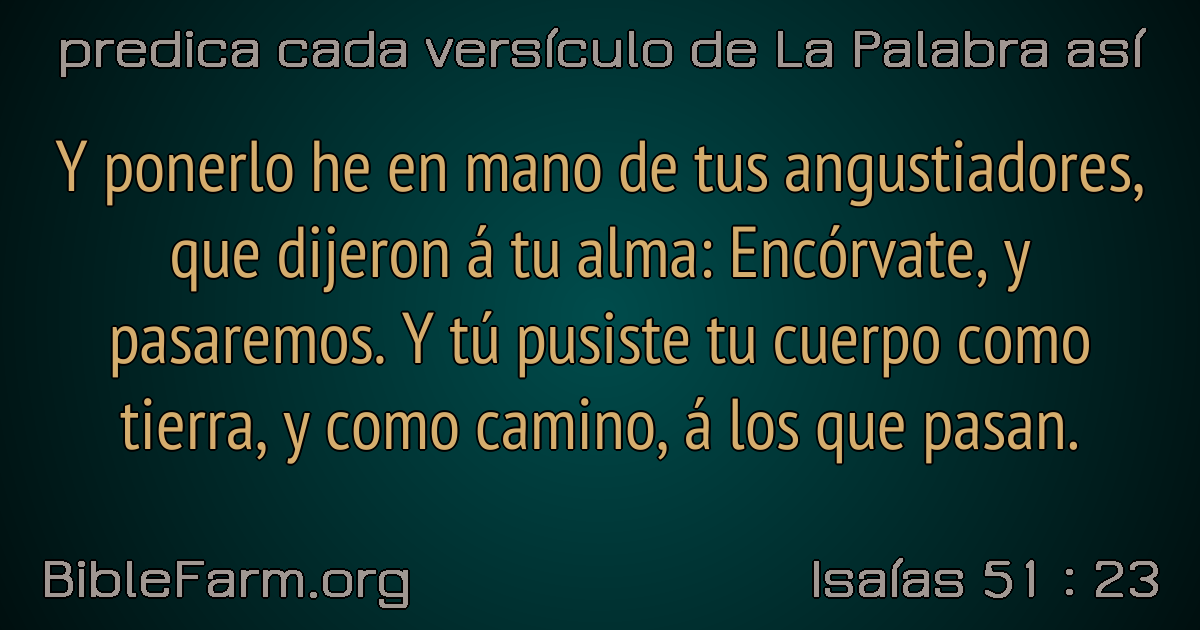 predica cada versículo de La Palabra así
Y ponerlo he en mano de tus angustiadores,
que dijeron á tu alma: Encórvate, y
pasaremos. Y tú pusiste tu cuerpo como
tierra, y como camino, á los que pasan.
BibleFarm.org
Isaías 51 : 23